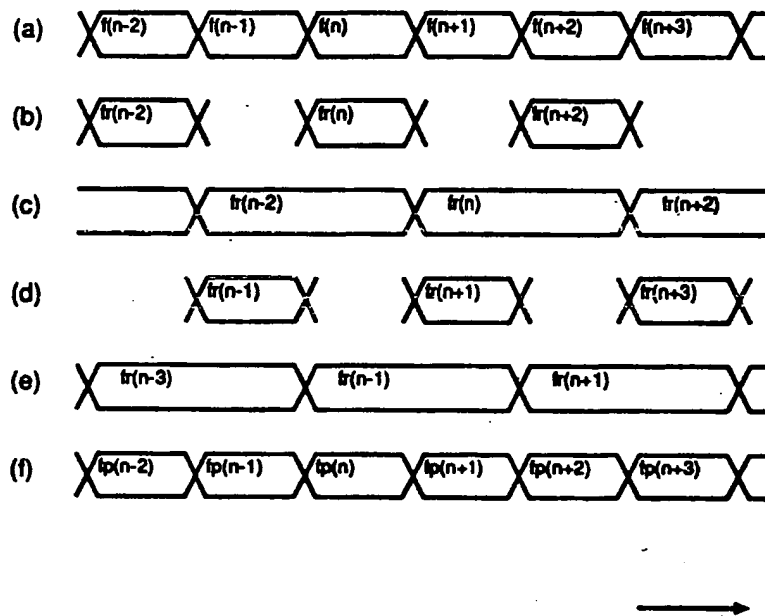 (a) f(n-2) f(n-1) f(n) f(n+1) f(n+2) f(n+3)
(b) fr(n-2) fr(n) fr(n+2)
(c) fr(n-2) fr(n) fr(n+2)
(d) fr(n-1) fr(n+1) fr(n+3)
(e) fr(n-3) fr(n-1) fr(n+1)
(f) fp(n-2) fp(n-1) fp(n) fp(n+1) fp(n+2) fp(n+3)